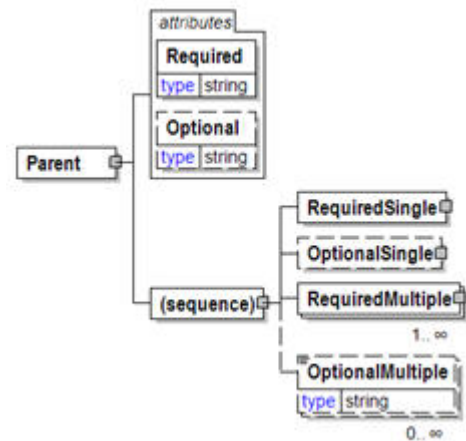 attributes
Required
type string
Optional
type string
Parent
RequiredSingle
OptionalSingle
(sequence)
RequiredMultiple
1.. ∞
OptionalMultiple
type string
0.. ∞